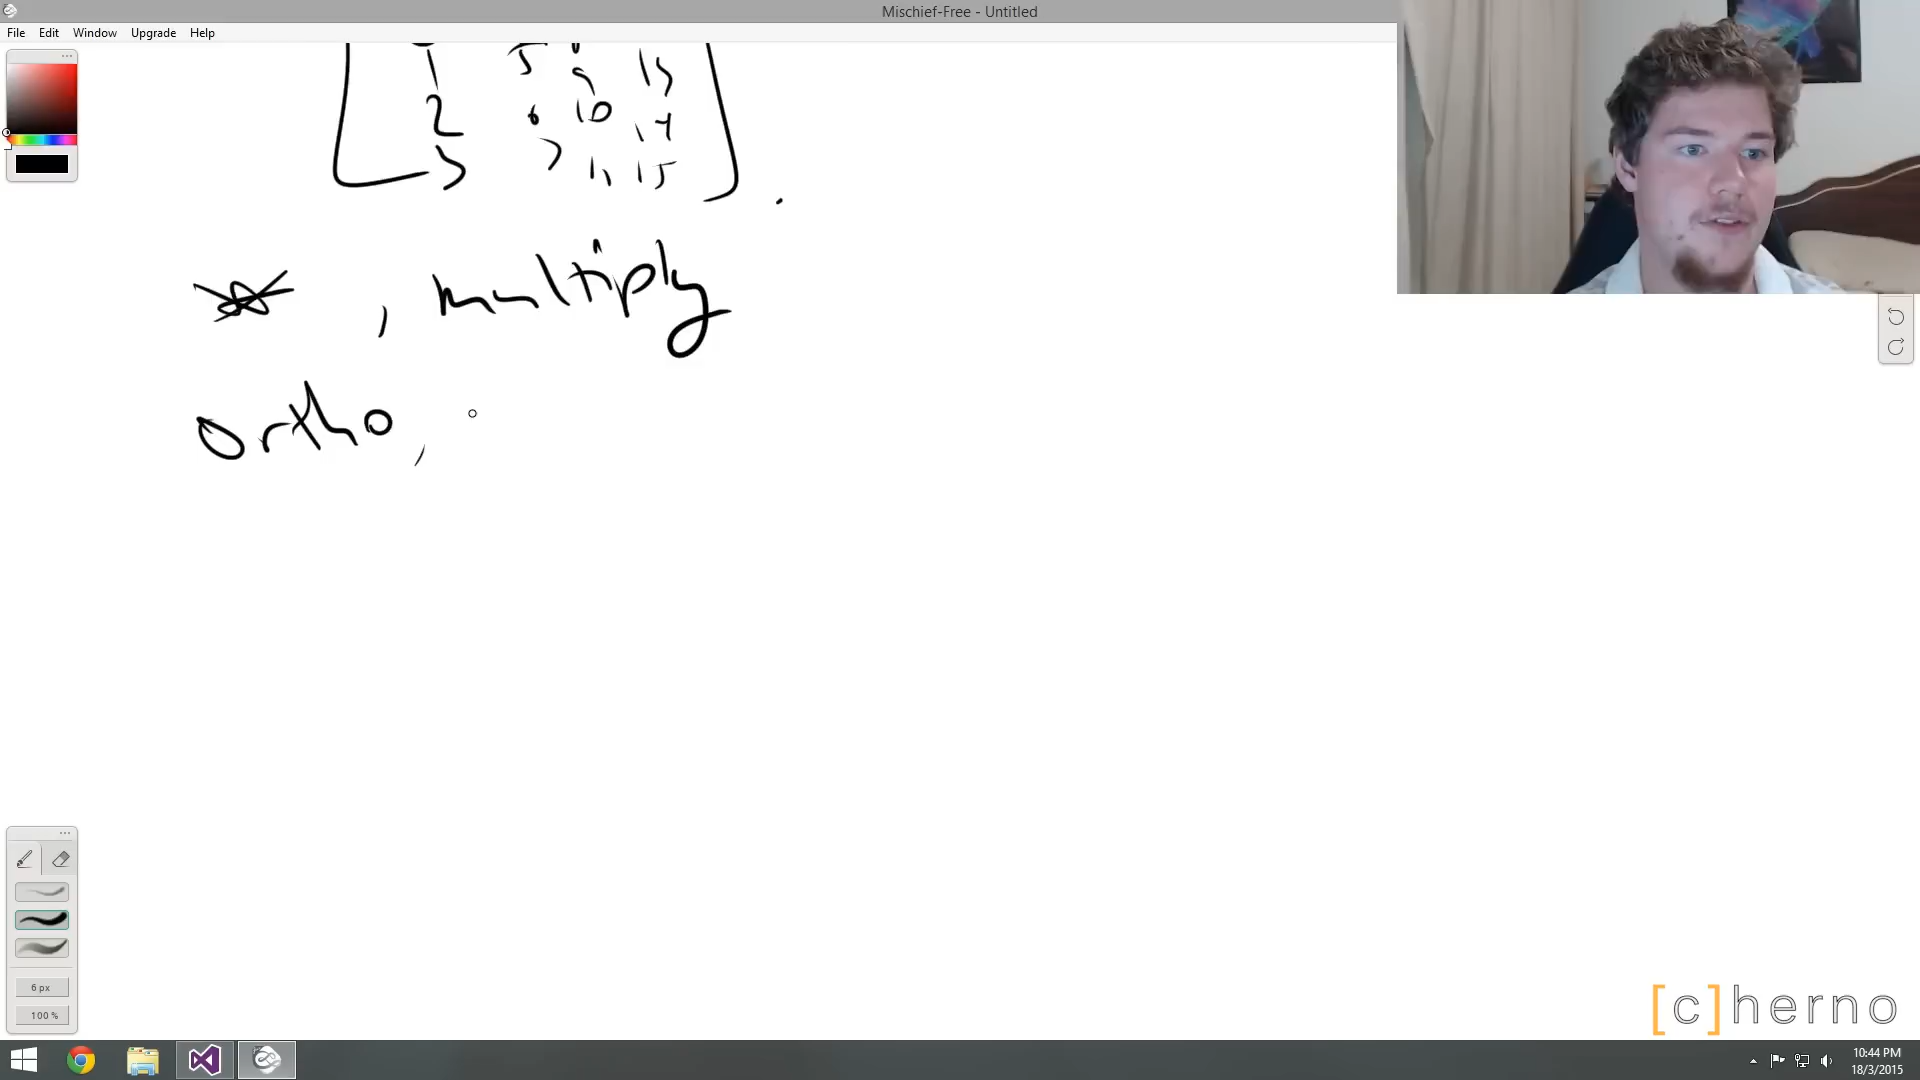 Mischief-Free - Untitled
File Edit Window Upgrade Help
1 5 9 13
2 6 10 14
3 7 11 15
, multiply
ortho,
6 px
100 %
[c]herno
10:44 PM
18/3/2015